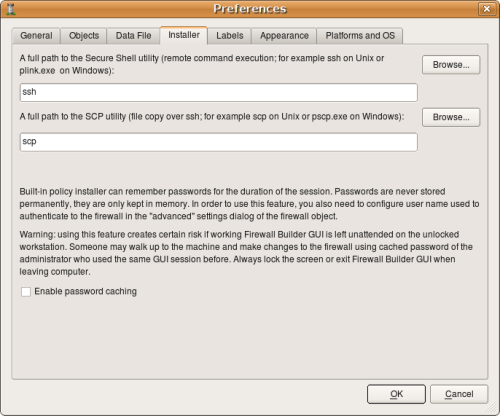 Preferences
General Objects Data File Installer Labels Appearance Platforms and OS
A full path to the Secure Shell utility (remote command execution; for example ssh on Unix or
plink.exe on Windows):
Browse...
ssh
A full path to the SCP utility (file copy over ssh; for example scp on Unix or pscp.exe on Windows):
Browse...
scp
Built-in policy installer can remember passwords for the duration of the session. Passwords are never stored
permanently, they are only kept in memory. In order to use this feature, you also need to configure user name used to
authenticate to the firewall in the "advanced" settings dialog of the firewall object.
Warning: using this feature creates certain risk if working Firewall Builder GUI is left unattended on the unlocked
workstation. Someone may walk up to the machine and make changes to the firewall using cached password of the
administrator who used the same GUI session before. Always lock the screen or exit Firewall Builder GUI when
leaving computer.
Enable password caching
OK Cancel